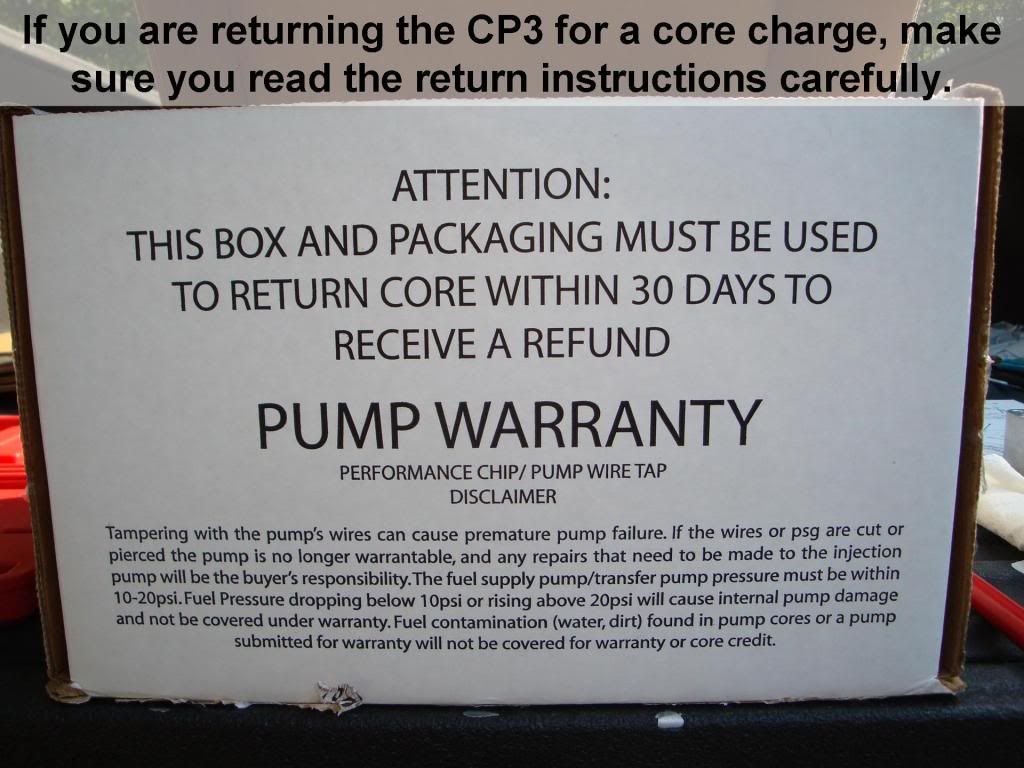 If you are returning the CP3 for a core charge, make
sure you read the return instructions carefully.
ATTENTION:
THIS BOX AND PACKAGING MUST BE USED
TO RETURN CORE WITHIN 30 DAYS TO
RECEIVE A REFUND
PUMP WARRANTY
PERFORMANCE CHIP/ PUMP WIRE TAP
DISCLAIMER
Tampering with the pump's wires can cause premature pump failure. If the wires or psg are cut or
pierced the pump is no longer warrantable, and any repairs that need to be made to the injection
pump will be the buyer's responsibility. The fuel supply pump/transfer pump pressure must be within
10-20psi. Fuel Pressure dropping below 10psi or rising above 20psi will cause internal pump damage
and not be covered under warranty. Fuel contamination (water, dirt) found in pump cores or a pump
submitted for warranty will not be covered for warranty or core credit.